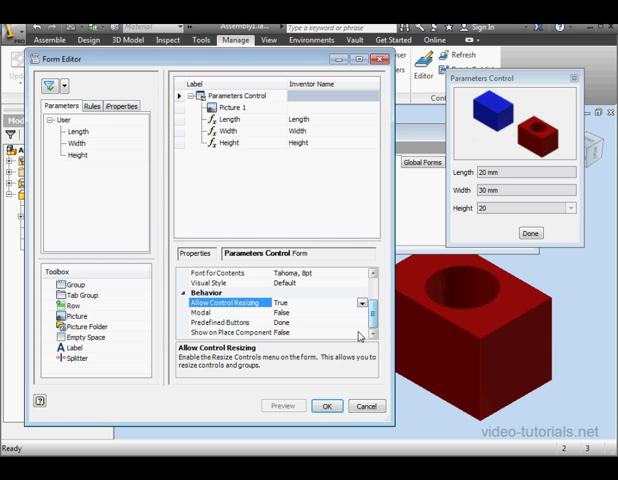 Material
Assembly1.ia...
Type a keyword or phrase
Sign In
PRO
Assemble Design 3D Model Inspect Tools Manage View Environments Vault Get Started Online
Form Editor
Refresh
Editor
Parameters Control
Label Inventor Name
Parameters Control
Picture 1
Length Length
Width Width
Height Height
Parameters Rules Properties
User
Length
Width
Height
Global Forms
Length 20 mm
Width 30 mm
Height 20
Done
Properties Parameters Control Form
Toolbox
Group
Tab Group
Row
Picture
Picture Folder
Empty Space
Label
Splitter
Font for Contents Tahoma, 8pt
Visual Style Default
Behavior
Allow Control Resizing True
Modal False
Predefined Buttons Done
Show on Place Component False
Allow Control Resizing
Enable the Resize Controls menu on the form. This allows you to
resize controls and groups.
Preview OK Cancel
video-tutorials.net
Ready 2 3